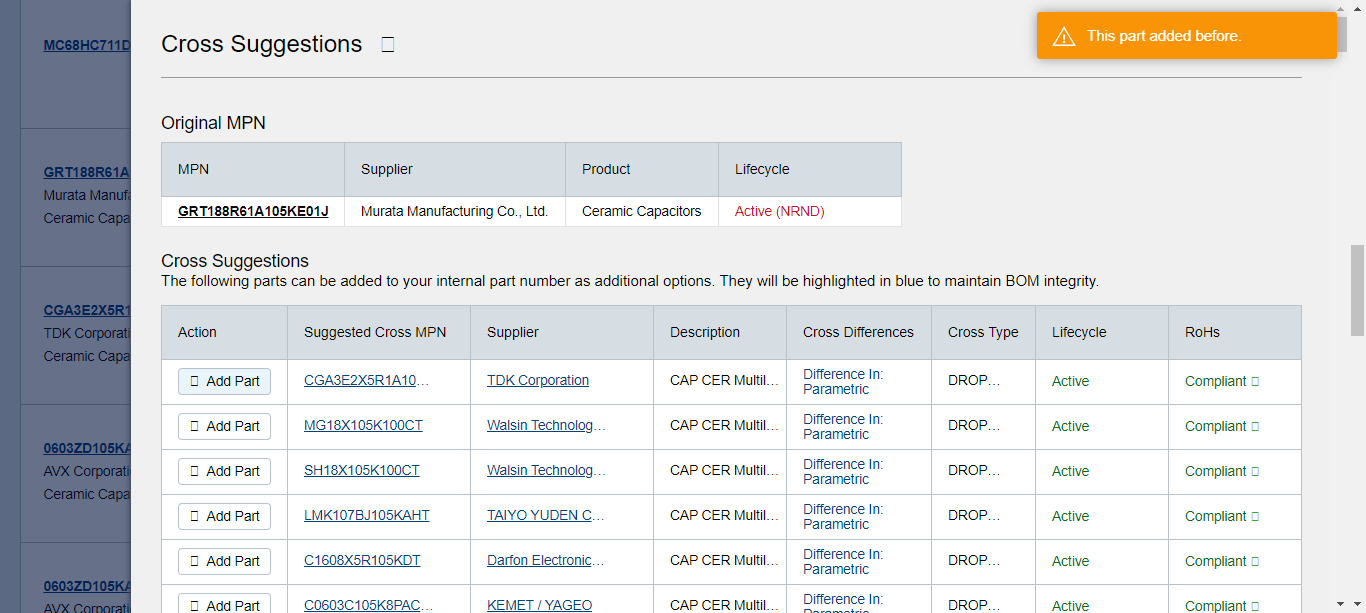 MC68HC711D
GRT188R61A
Murata Manufa
Ceramic Capa
CGA3E2X5R1
TDK Corporati
Ceramic Capa
0603ZD105KA
AVX Corporati
Ceramic Capa
0603ZD105KA
AVX Corporati
Cross Suggestions
This part added before.
Original MPN
MPN Supplier Product Lifecycle
GRT188R61A105KE01J Murata Manufacturing Co., Ltd. Ceramic Capacitors Active (NRND)
Cross Suggestions
The following parts can be added to your internal part number as additional options. They will be highlighted in blue to maintain BOM integrity.
Action Suggested Cross MPN Supplier Description Cross Differences Cross Type Lifecycle RoHs
Add Part CGA3E2X5R1A10… TDK Corporation CAP CER Multil… Difference In: DROP… Active Compliant
Parametric
Add Part MG18X105K100CT Walsin Technolog… CAP CER Multil… Difference In: DROP… Active Compliant
Parametric
Add Part SH18X105K100CT Walsin Technolog… CAP CER Multil… Difference In: DROP… Active Compliant
Parametric
Add Part LMK107BJ105KAHT TAIYO YUDEN C… CAP CER Multil… Difference In: DROP… Active Compliant
Parametric
Add Part C1608X5R105KDT Darfon Electronic… CAP CER Multil… Difference In: DROP… Active Compliant
Parametric
Add Part C0603C105K8PAC… KEMET / YAGEO CAP CER Multil… Difference In: DROP… Active Compliant
Parametric